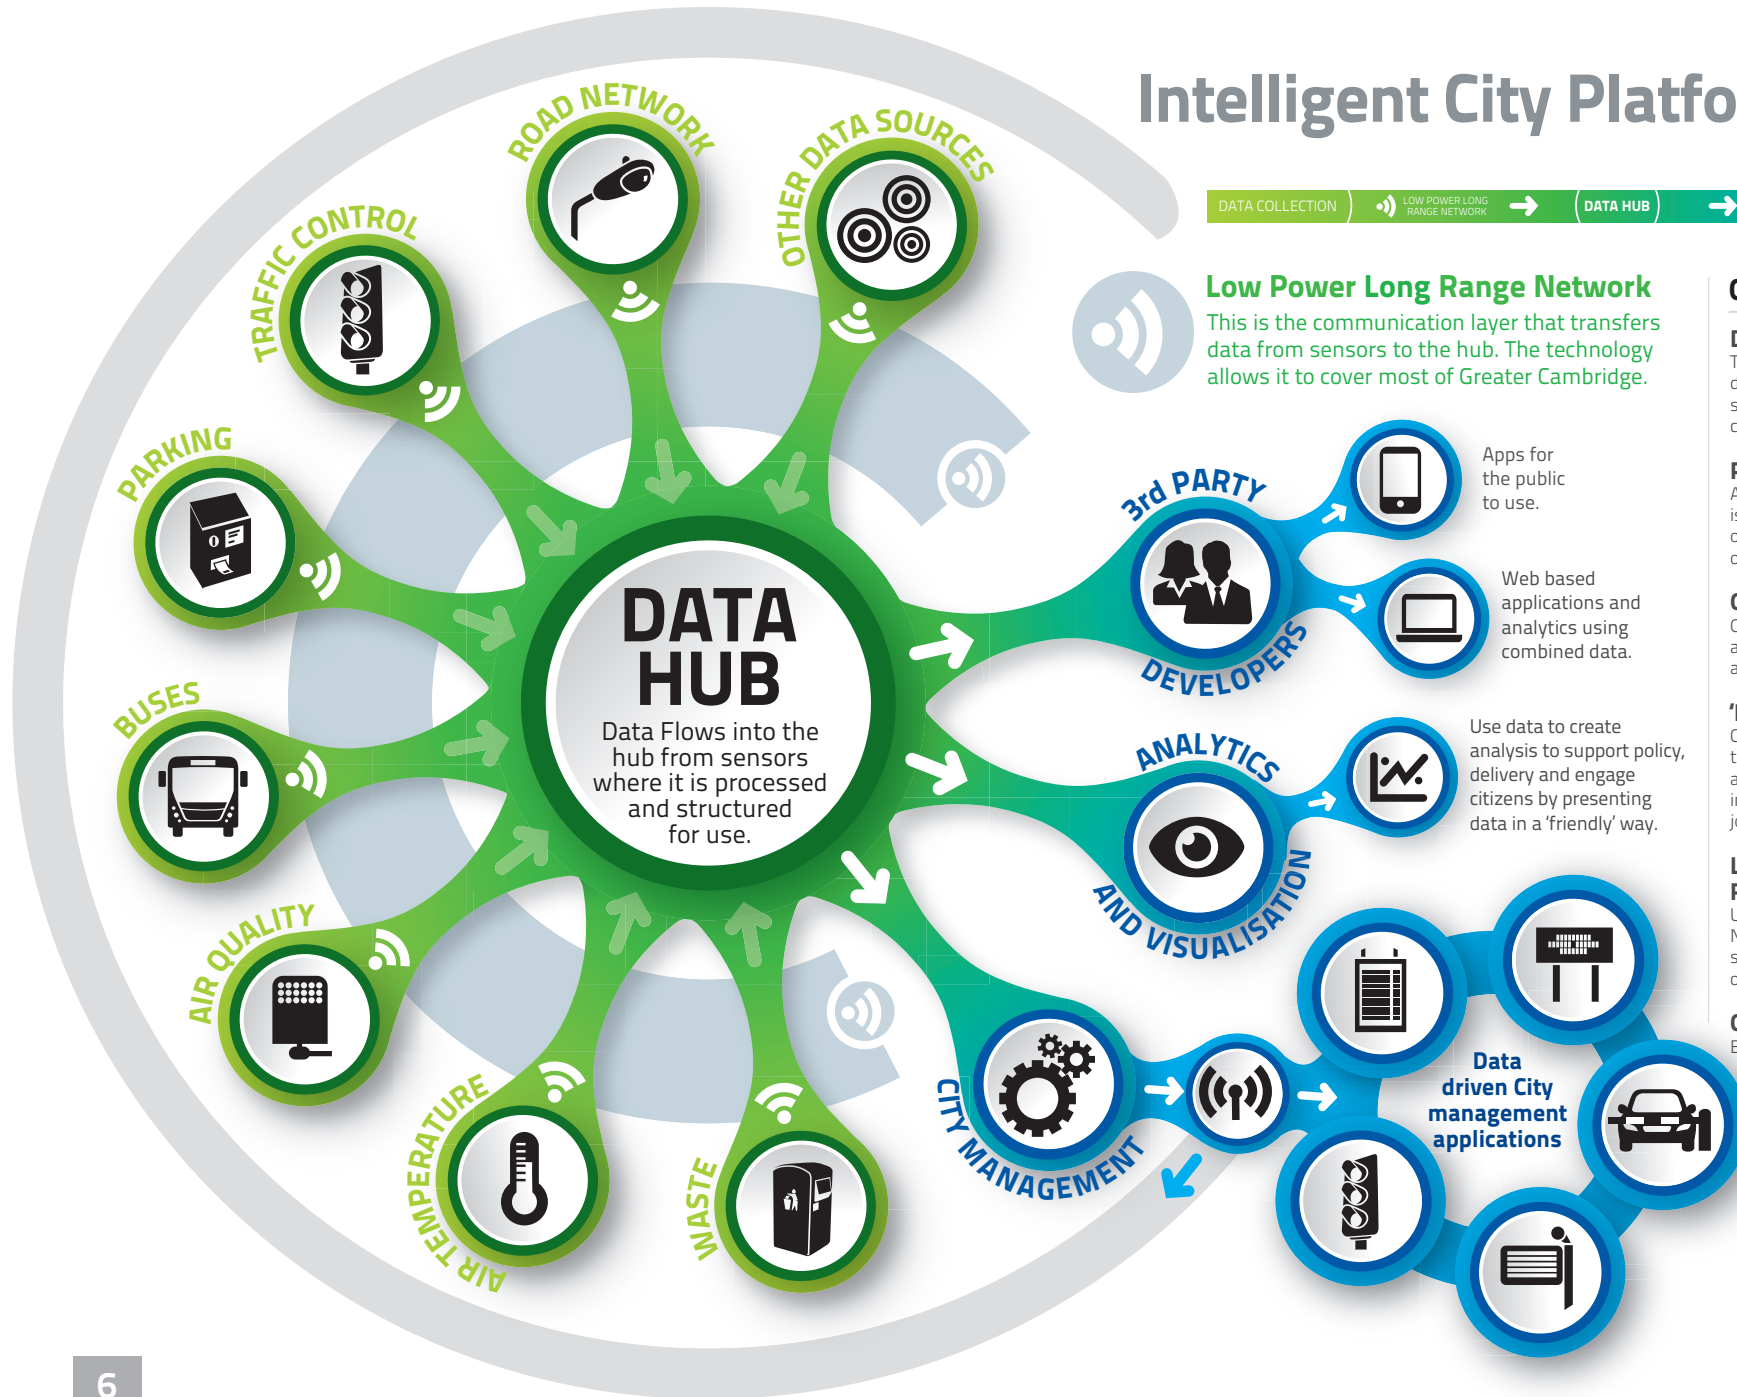 Intelligent City Platfo
DATA COLLECTION
LOW POWER LONG
RANGE NETWORK
DATA HUB
Low Power Long Range Network
This is the communication layer that transfers
data from sensors to the hub. The technology
allows it to cover most of Greater Cambridge.
ROAD NETWORK
OTHER DATA SOURCES
TRAFFIC CONTROL
PARKING
BUSES
AIR QUALITY
AIR TEMPERATURE
WASTE
DATA
HUB
Data Flows into the
hub from sensors
where it is processed
and structured
for use.
3rd PARTY
DEVELOPERS
Apps for
the public
to use.
Web based
applications and
analytics using
combined data.
ANALYTICS
AND VISUALISATION
Use data to create
analysis to support policy,
delivery and engage
citizens by presenting
data in a ‘friendly’ way.
CITY MANAGEMENT
Data
driven City
management
applications
6